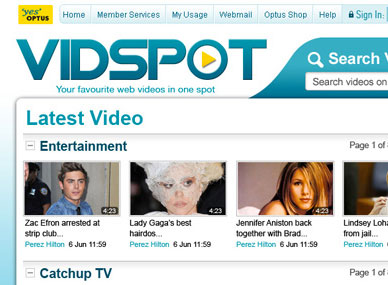 'yes' OPTUS
Home Member Services My Usage Webmail Optus Shop Help Sign In:
VIDSPOT
Your favourite web videos in one spot
Search Vid
Search videos on
Latest Video
Entertainment Page 1 of
4:23 4:23 4:23
Zac Efron arrested at strip club... Lady Gaga's best hairdos... Jennifer Aniston back together with Brad... Lindsey Loha from jail...
Perez Hilton 6 Jun 11:59 Perez Hilton 6 Jun 11:59 Perez Hilton 6 Jun 11:59 Perez Hilton
Catchup TV Page 1 of